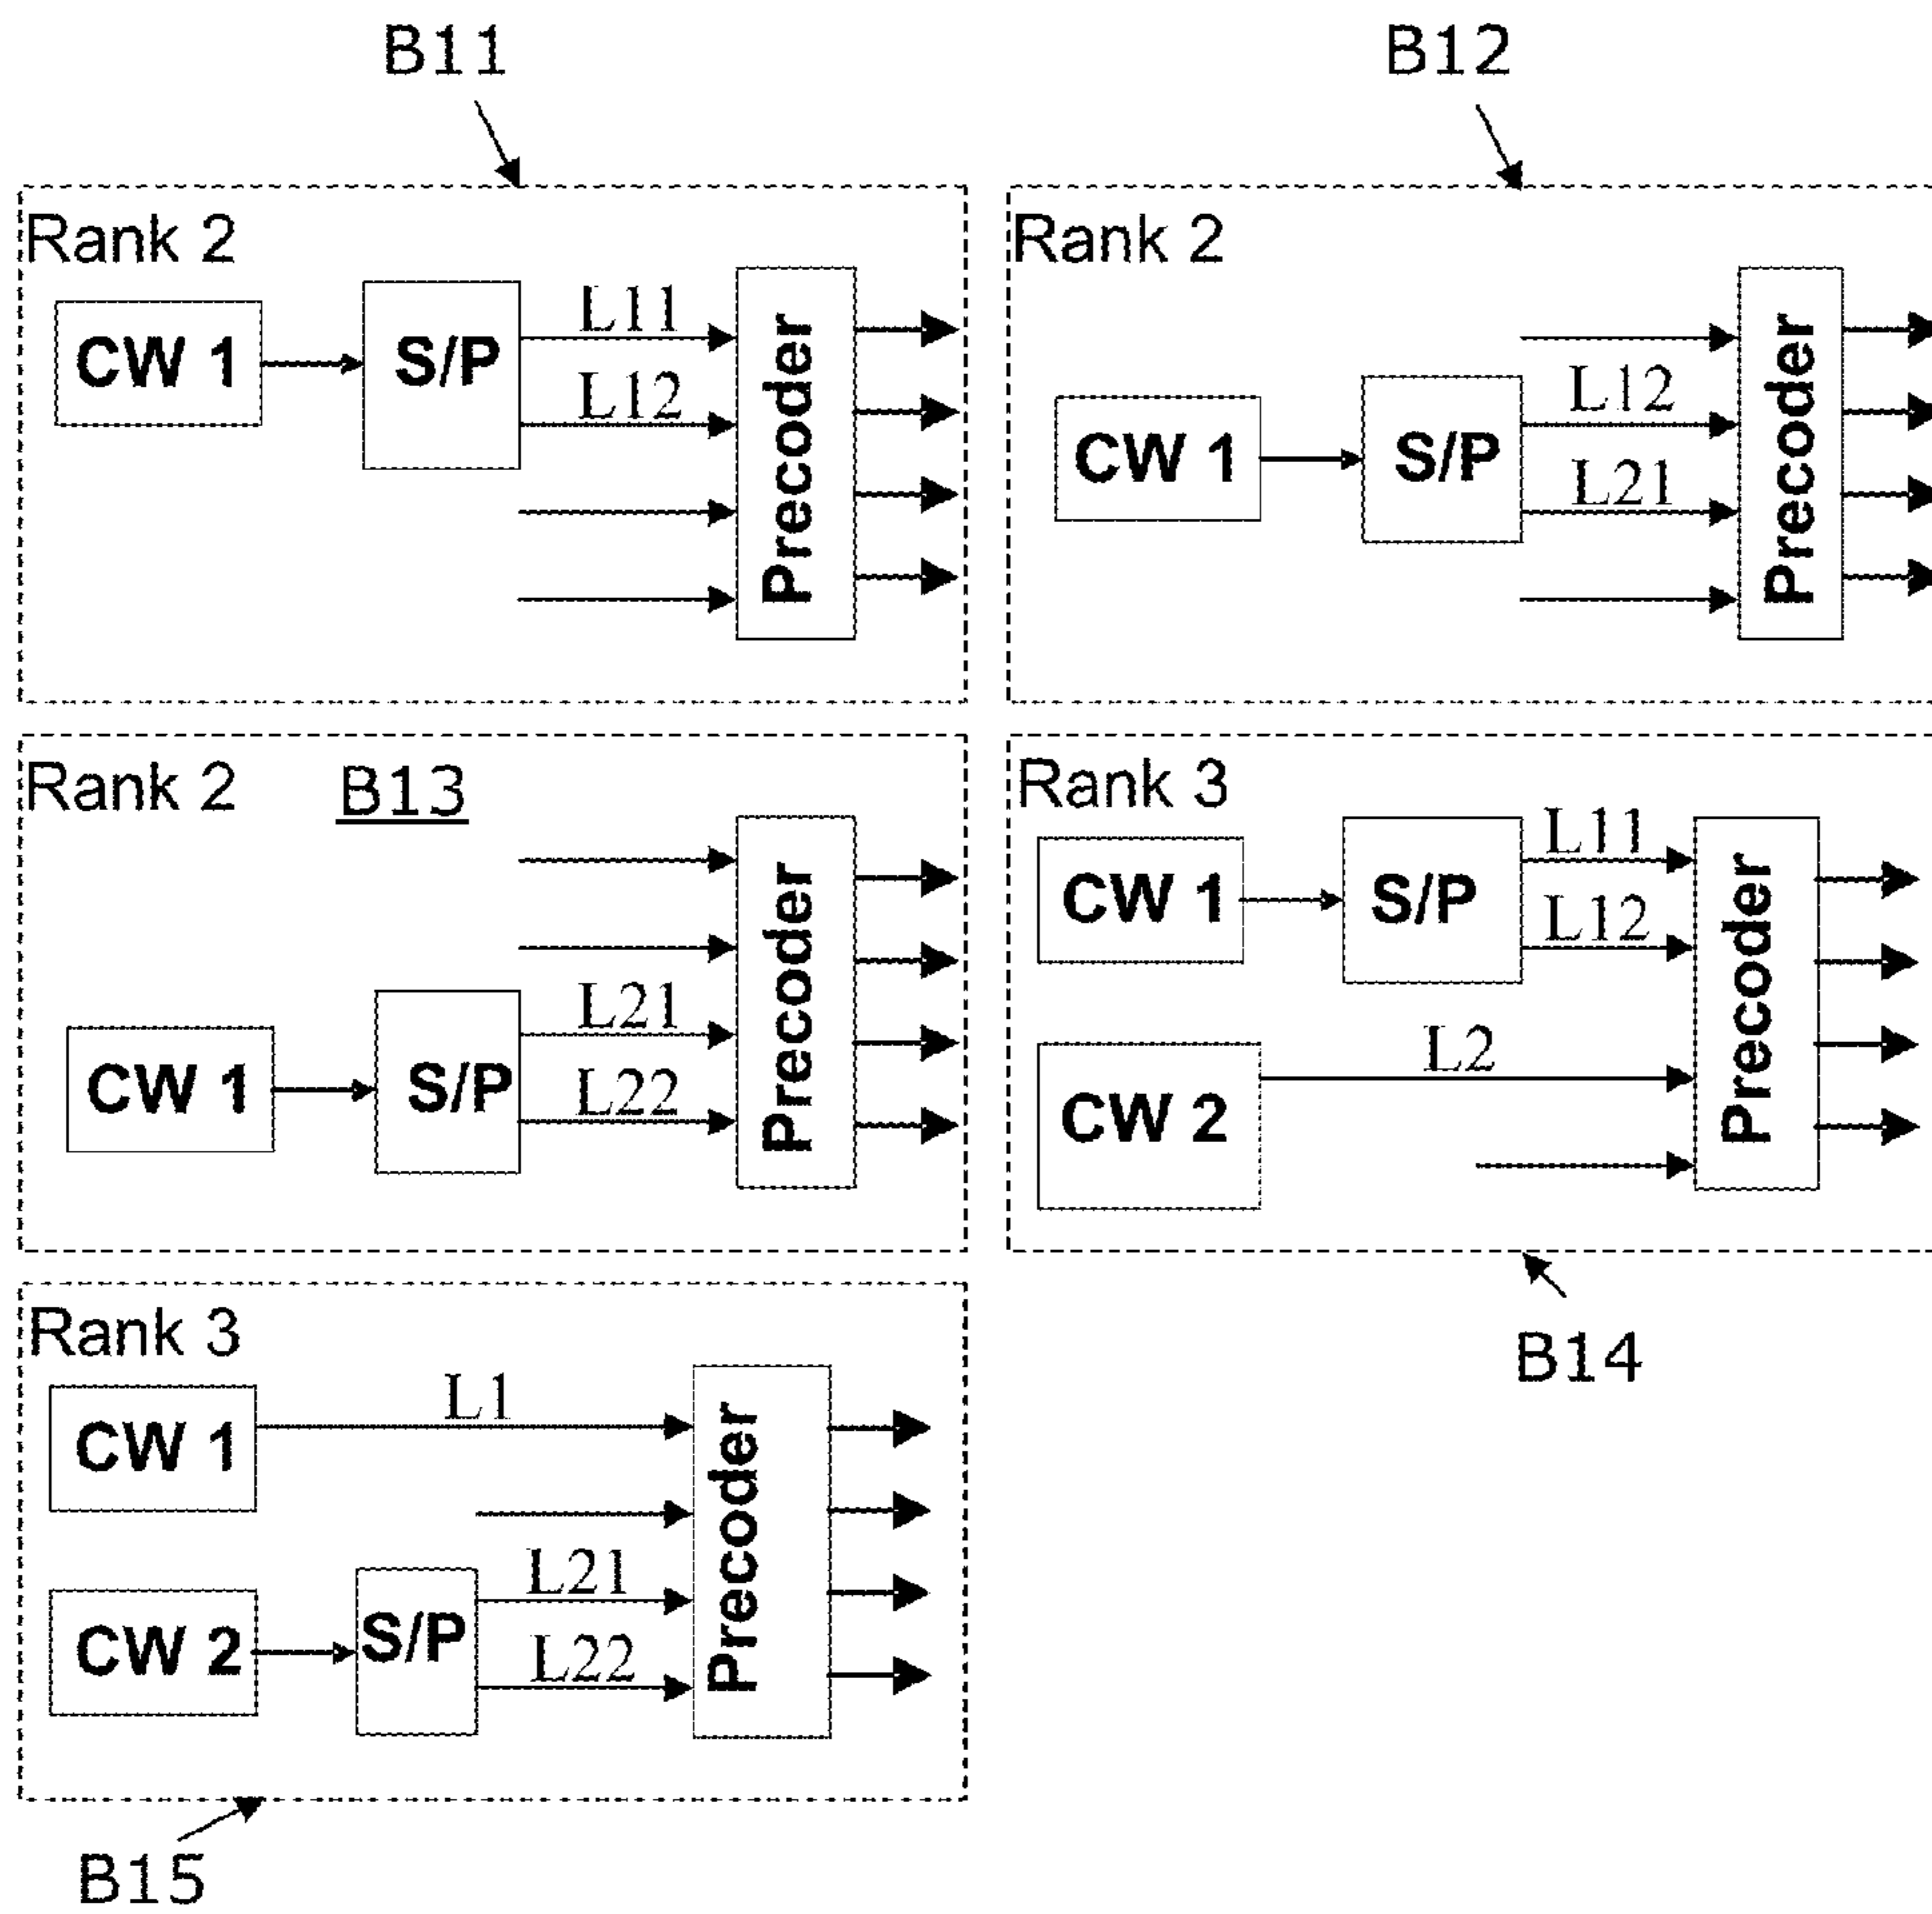 B11
B12
Rank 2
CW 1
S/P
L11
L12
Precoder
Rank 2
CW 1
S/P
L12
L21
Precoder
Rank 2
B13
CW 1
S/P
L21
L22
Precoder
Rank 3
CW 1
S/P
L11
L12
CW 2
L2
Precoder
B14
Rank 3
CW 1
L1
CW 2
S/P
L21
L22
Precoder
B15